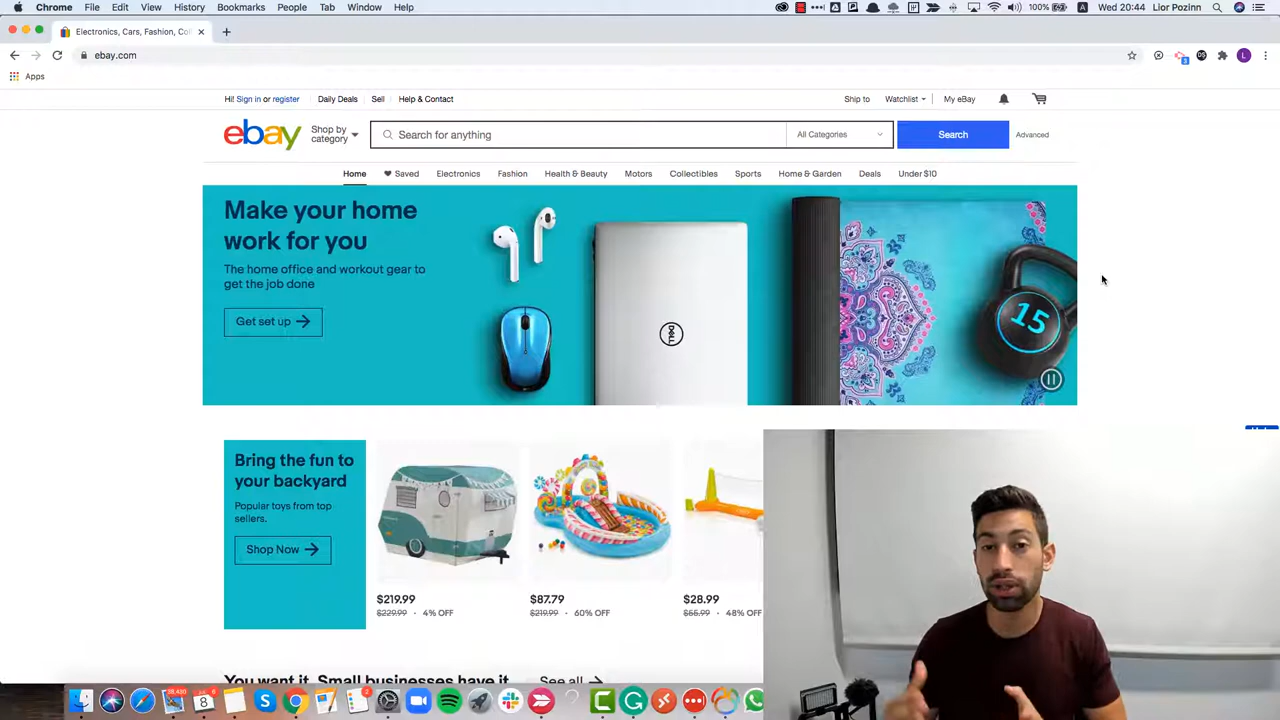 Chrome File Edit View History Bookmarks People Tab Window Help 100% Wed 20:44 Lior Pozinn
Electronics, Cars, Fashion, Col
ebay.com
Apps
Hi! Sign in or register Daily Deals Sell Help & Contact Ship to Watchlist My eBay
ebay Shop by category Search for anything All Categories Search Advanced
Home Saved Electronics Fashion Health & Beauty Motors Collectibles Sports Home & Garden Deals Under $10
Make your home
work for you
The home office and workout gear to
get the job done
Get set up
DELL
15
Bring the fun to
your backyard
Popular toys from top
sellers.
Shop Now
$219.99 $87.79 $28.99
$229.99 · 4% OFF $219.99 · 60% OFF $55.99 · 48% OFF
You want it. Small businesses have it See all